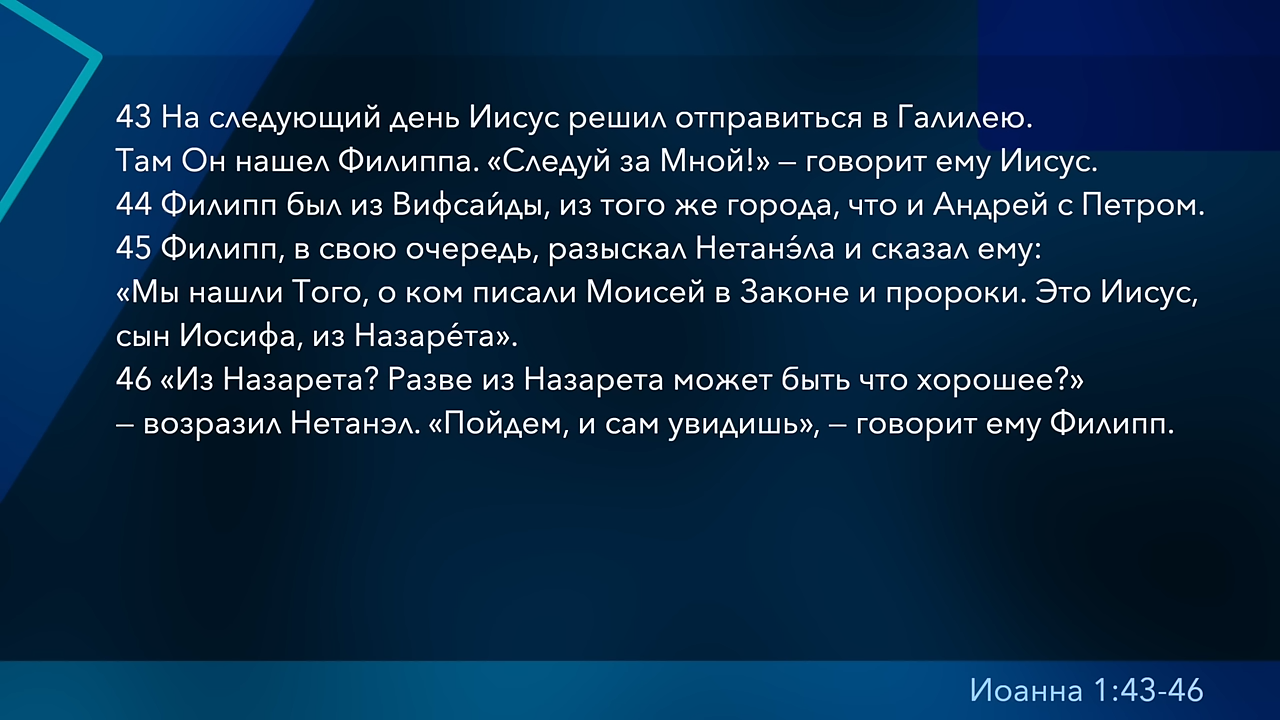 43 На следующий день Иисус решил отправиться в Галилею.
Там Он нашел Филиппа. «Следуй за Мной!» – говорит ему Иисус.
44 Филипп был из Вифсаи́ды, из того же города, что и Андрей с Петром.
45 Филипп, в свою очередь, разыскал Нетанэ́ла и сказал ему:
«Мы нашли Того, о ком писали Моисей в Законе и пророки. Это Иисус,
сын Иосифа, из Назаре́та».
46 «Из Назарета? Разве из Назарета может быть что хорошее?»
– возразил Нетанэл. «Пойдем, и сам увидишь», – говорит ему Филипп.
Иоанна 1:43-46